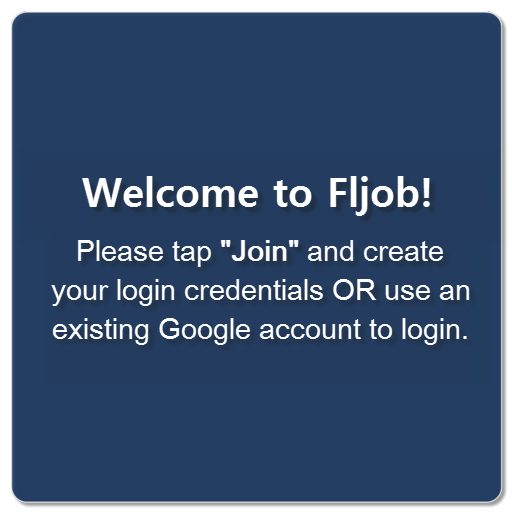 Welcome to Fljob!
Please tap "Join" and create
your login credentials OR use an
existing Google account to login.